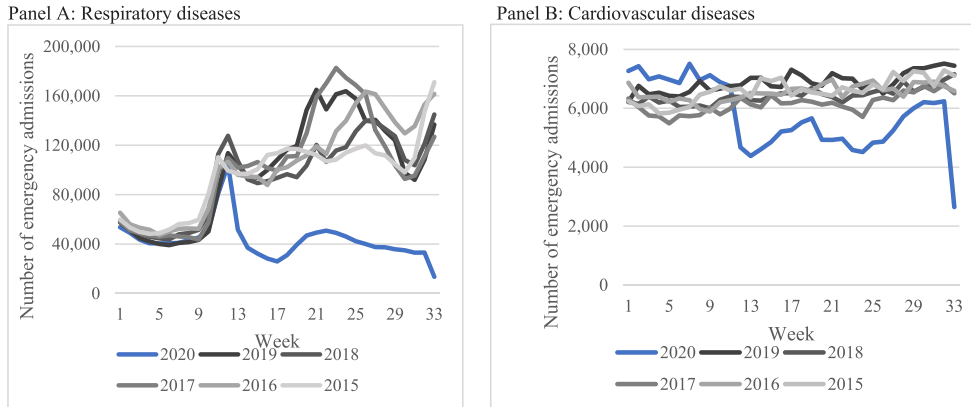 Panel A: Respiratory diseases
Number of emergency admissions
200,000
160,000
120,000
80,000
40,000
0
1 5 9 13 17 21 25 29 33
Week
2020 2019 2018
2017 2016 2015
Panel B: Cardiovascular diseases
Number of emergency admissions
8,000
6,000
4,000
2,000
0
1 5 9 13 17 21 25 29 33
Week
2020 2019 2018
2017 2016 2015